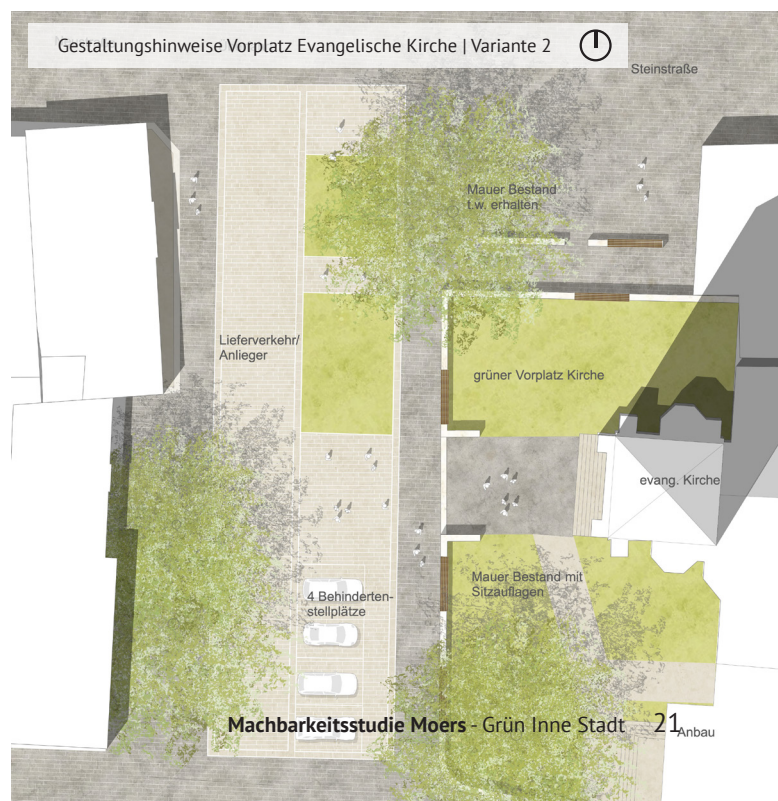 Gestaltungshinweise Vorplatz Evangelische Kirche | Variante 2
Steinstraße
Mauer Bestand
t.w. erhalten
Lieferverkehr/
Anlieger
grüner Vorplatz Kirche
evang. Kirche
4 Behinderten-
stellplätze
Mauer Bestand mit
Sitzauflagen
Machbarkeitsstudie Moers - Grün Inne Stadt 21
Anbau